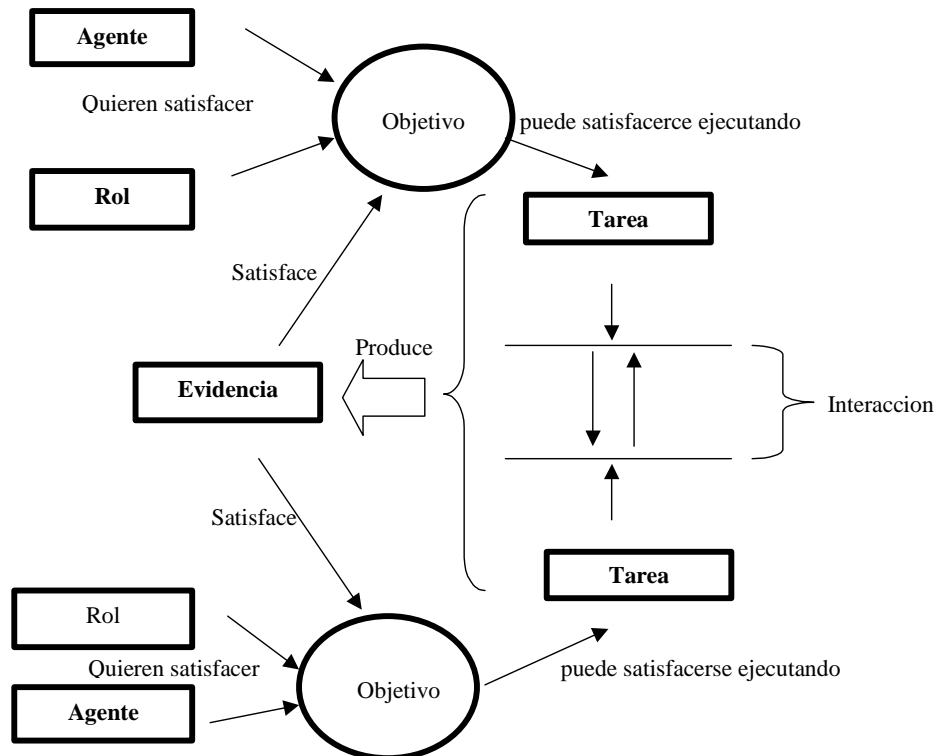 Agente
Quieren satisfacer
Objetivo
puede satisfacerce ejecutando
Rol
Tarea
Satisface
Produce
Evidencia
Interaccion
Satisface
Tarea
Rol
Quieren satisfacer
Objetivo
puede satisfacerse ejecutando
Agente